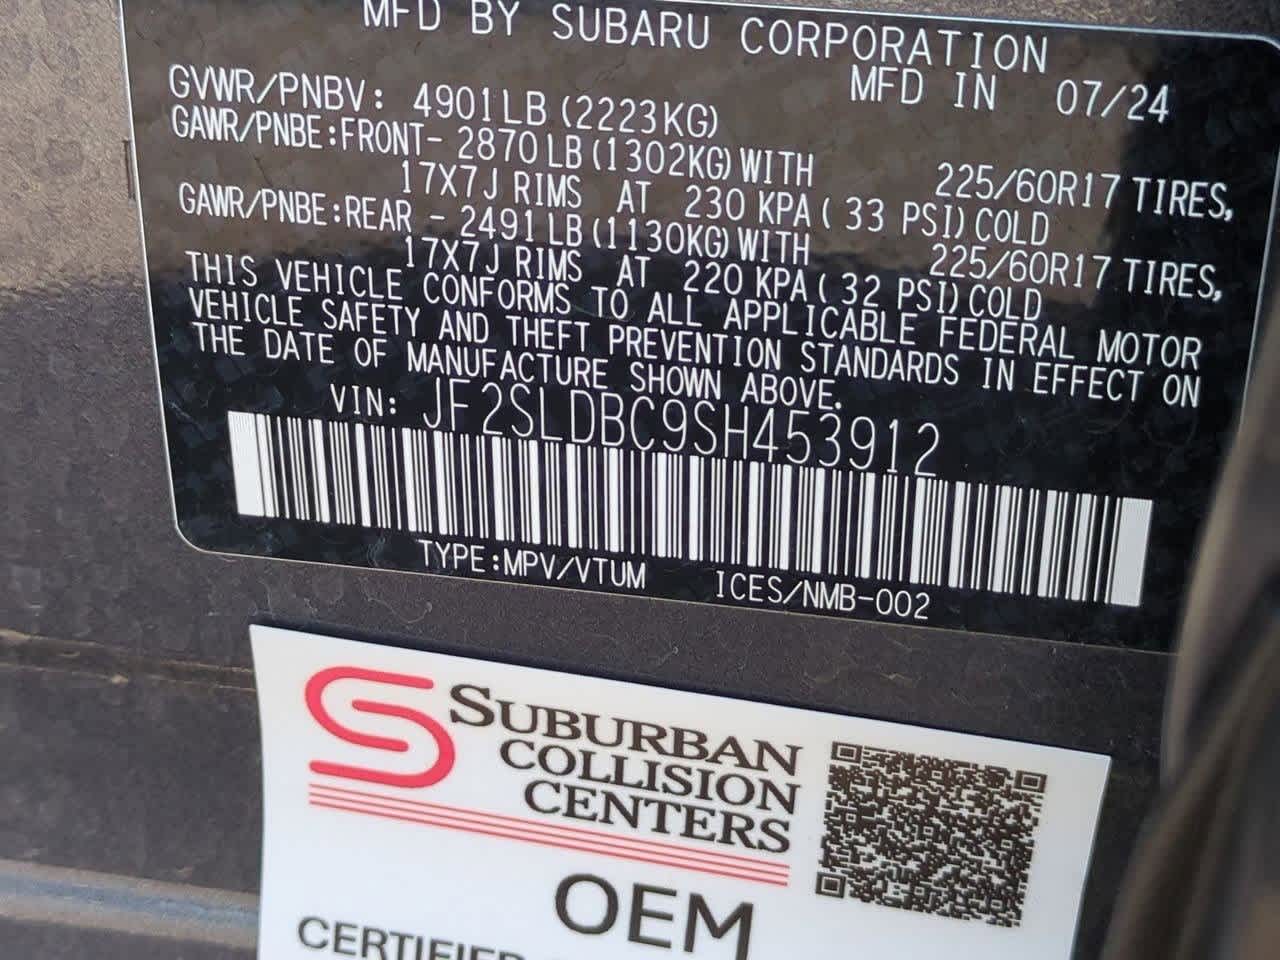 MFD BY SUBARU CORPORATION
MFD IN 07/24
GVWR/PNBV: 4901LB (2223KG)
GAWR/PNBE:FRONT- 2870 LB(1302KG)WITH 225/60R17 TIRES,
17X7J RIMS AT 230 KPA( 33 PSI)COLD
GAWR/PNBE:REAR - 2491 LB(1130KG)WITH 225/60R17 TIRES,
17X7J RIMS AT 220 KPA( 32 PSI)COLD
THIS VEHICLE CONFORMS TO ALL APPLICABLE FEDERAL MOTOR
VEHICLE SAFETY AND THEFT PREVENTION STANDARDS IN EFFECT ON
THE DATE OF MANUFACTURE SHOWN ABOVE.
VIN: JF2SLDBC9SH453912
TYPE:MPV/VTUM ICES/NMB-002
SUBURBAN
COLLISION
CENTERS
OEM
CERTIFIED